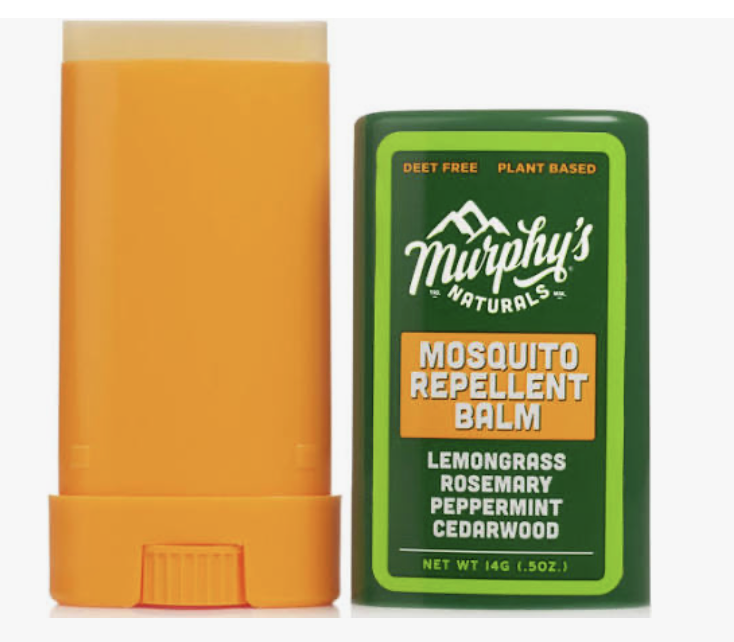 DEET FREE PLANT BASED
Murphy's
NATURALS
MOSQUITO
REPELLENT
BALM
LEMONGRASS
ROSEMARY
PEPPERMINT
CEDARWOOD
NET WT 14G (.5OZ.)